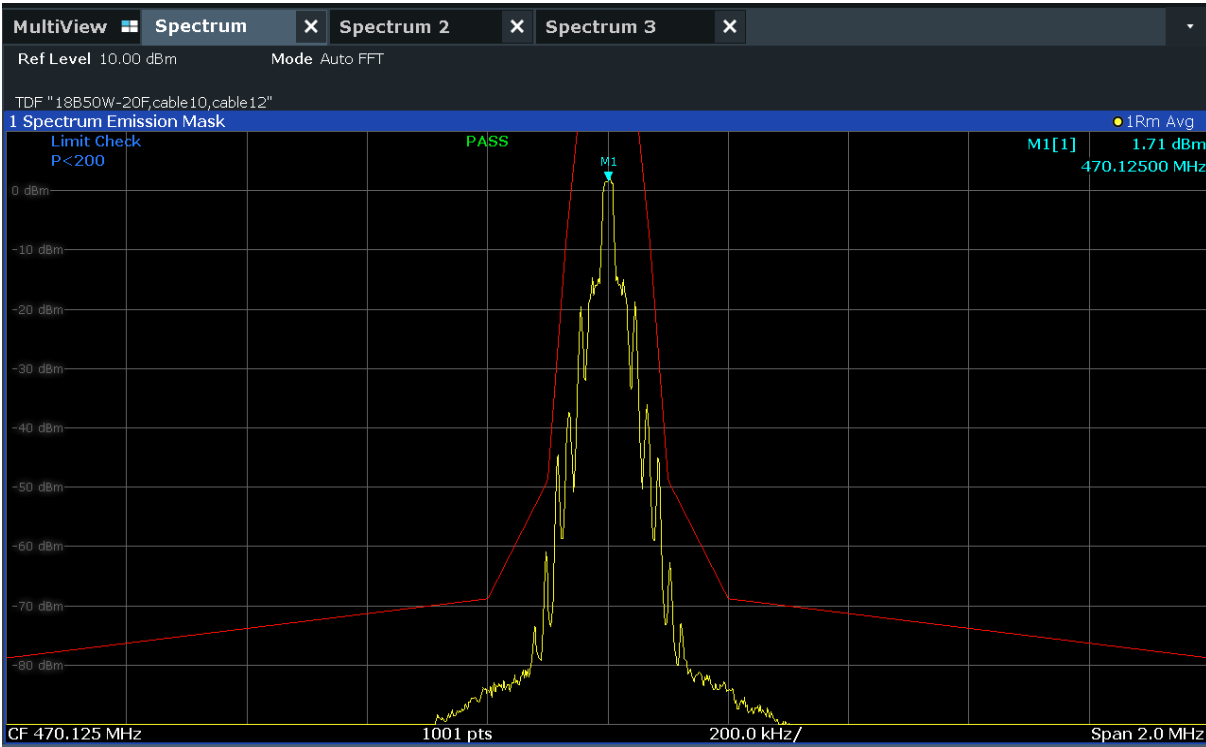 MultiView Spectrum X Spectrum 2 X Spectrum 3 X
Ref Level 10.00 dBm Mode Auto FFT
TDF "18B50W-20F,cable10,cable12"
1 Spectrum Emission Mask 1Rm Avg
Limit Check PASS M1[1] 1.71 dBm
P<200 470.12500 MHz
M1
0 dBm
-10 dBm
-20 dBm
-30 dBm
-40 dBm
-50 dBm
-60 dBm
-70 dBm
-80 dBm
CF 470.125 MHz 1001 pts 200.0 kHz/ Span 2.0 MHz